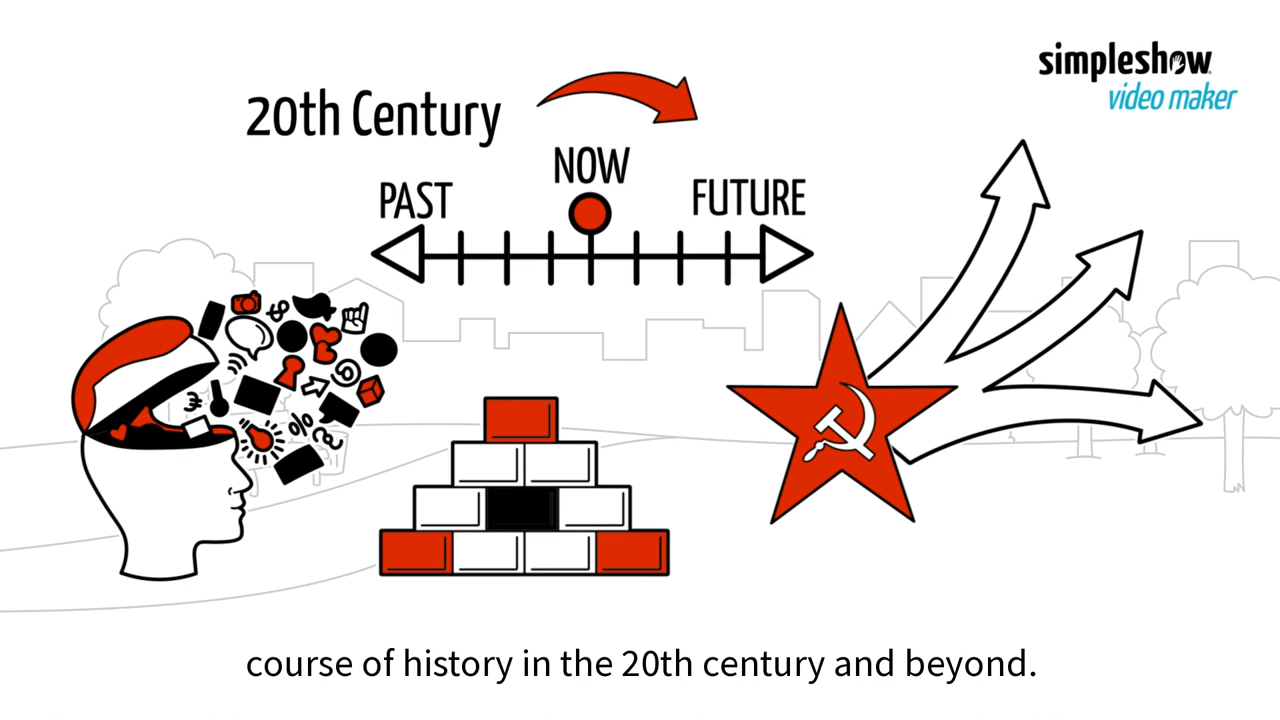 simpleshow
video maker
20th Century
NOW
PAST
FUTURE
course of history in the 20th century and beyond.